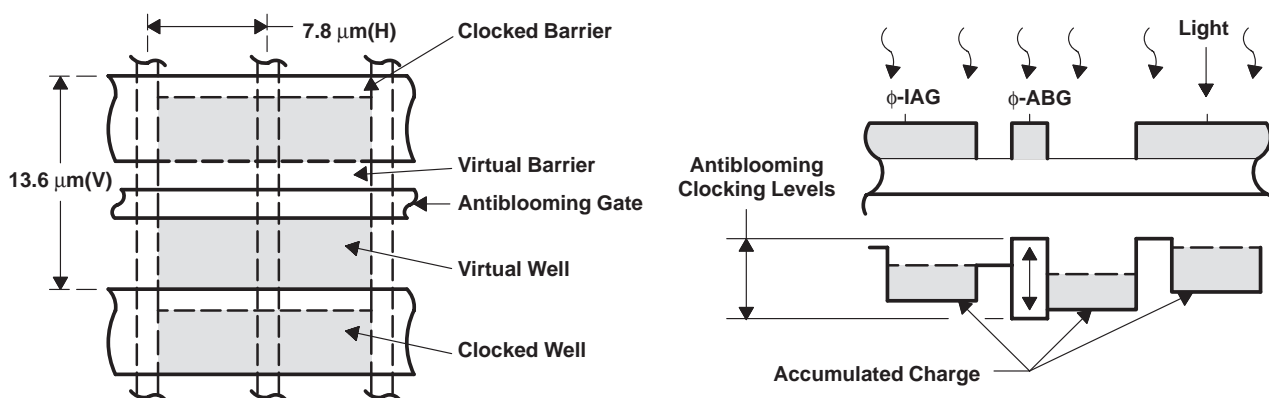 7.8 μm(H)
Clocked Barrier
13.6 μm(V)
Virtual Barrier
Antiblooming Gate
Virtual Well
Clocked Well
Light
ϕ-IAG
ϕ-ABG
Antiblooming
Clocking Levels
Accumulated Charge